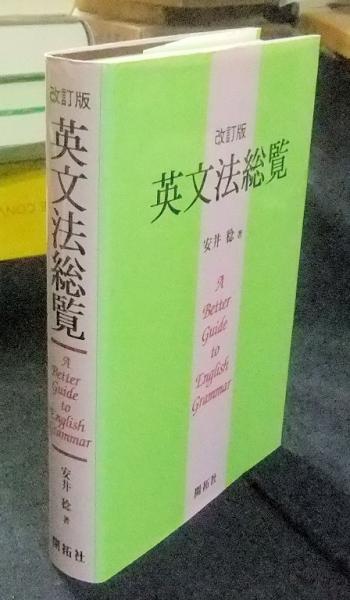 改訂版
英文法総覧
A
Better
Guide
to
English
Grammar
安井 稔 著
開拓社
改訂版
英文法総覧
安井 稔 著
A
Better
Guide
to
English
Grammar
開拓社